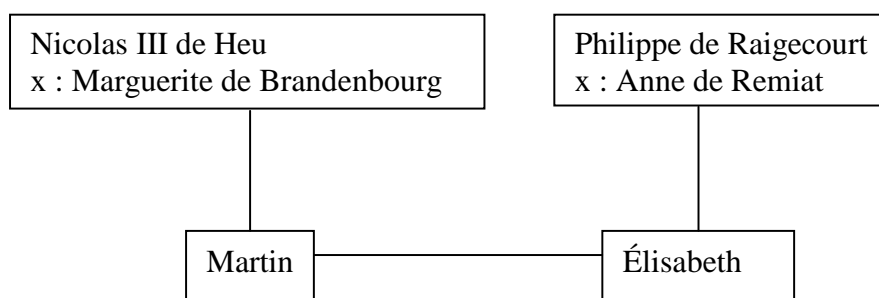 Nicolas III de Heu
x : Marguerite de Brandenbourg
Philippe de Raigecourt
x : Anne de Remiat
Martin
Élisabeth